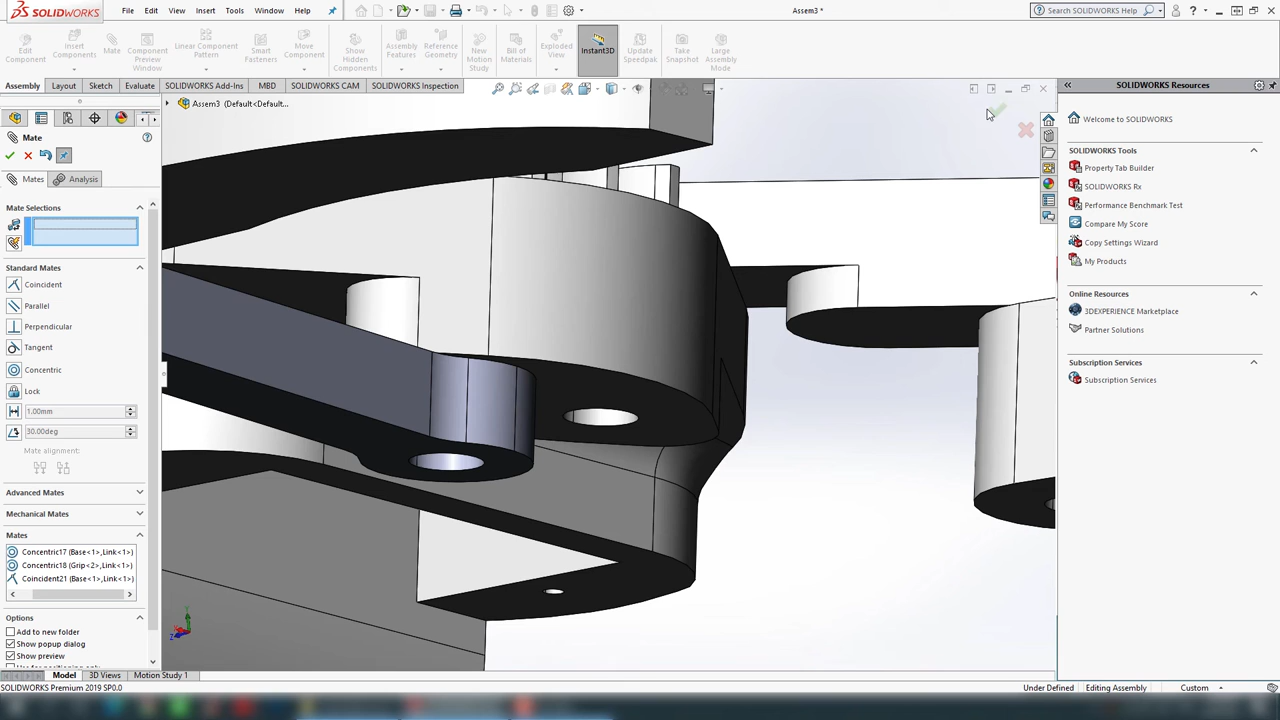 SOLIDWORKS File Edit View Insert Tools Window Help Assem3 * Search SOLIDWORKS Help
Edit Component
Insert Components
Mate
Component Preview Window
Linear Component Pattern
Smart Fasteners
Move Component
Show Hidden Components
Assembly Features
Reference Geometry
New Motion Study
Bill of Materials
Exploded View
Instant3D
Update Speedpak
Take Snapshot
Large Assembly Mode
Assembly Layout Sketch Evaluate SOLIDWORKS Add-Ins MBD SOLIDWORKS CAM SOLIDWORKS Inspection
Assem3 (Default<Default...
Mate
Mates Analysis
Mate Selections
Standard Mates
Coincident
Parallel
Perpendicular
Tangent
Concentric
Lock
1.00mm
30.00deg
Mate alignment:
Advanced Mates
Mechanical Mates
Mates
Concentric17 (Base<1>,Link<1>)
Concentric18 (Grip<2>,Link<1>)
Coincident21 (Base<1>,Link<1>)
Options
Add to new folder
Show popup dialog
Show preview
Use for positioning only
Y
X
Z
SOLIDWORKS Resources
Welcome to SOLIDWORKS
SOLIDWORKS Tools
Property Tab Builder
SOLIDWORKS Rx
Performance Benchmark Test
Compare My Score
Copy Settings Wizard
My Products
Online Resources
3DEXPERIENCE Marketplace
Partner Solutions
Subscription Services
Subscription Services
Model 3D Views Motion Study 1
SOLIDWORKS Premium 2019 SP0.0 Under Defined Editing Assembly Custom